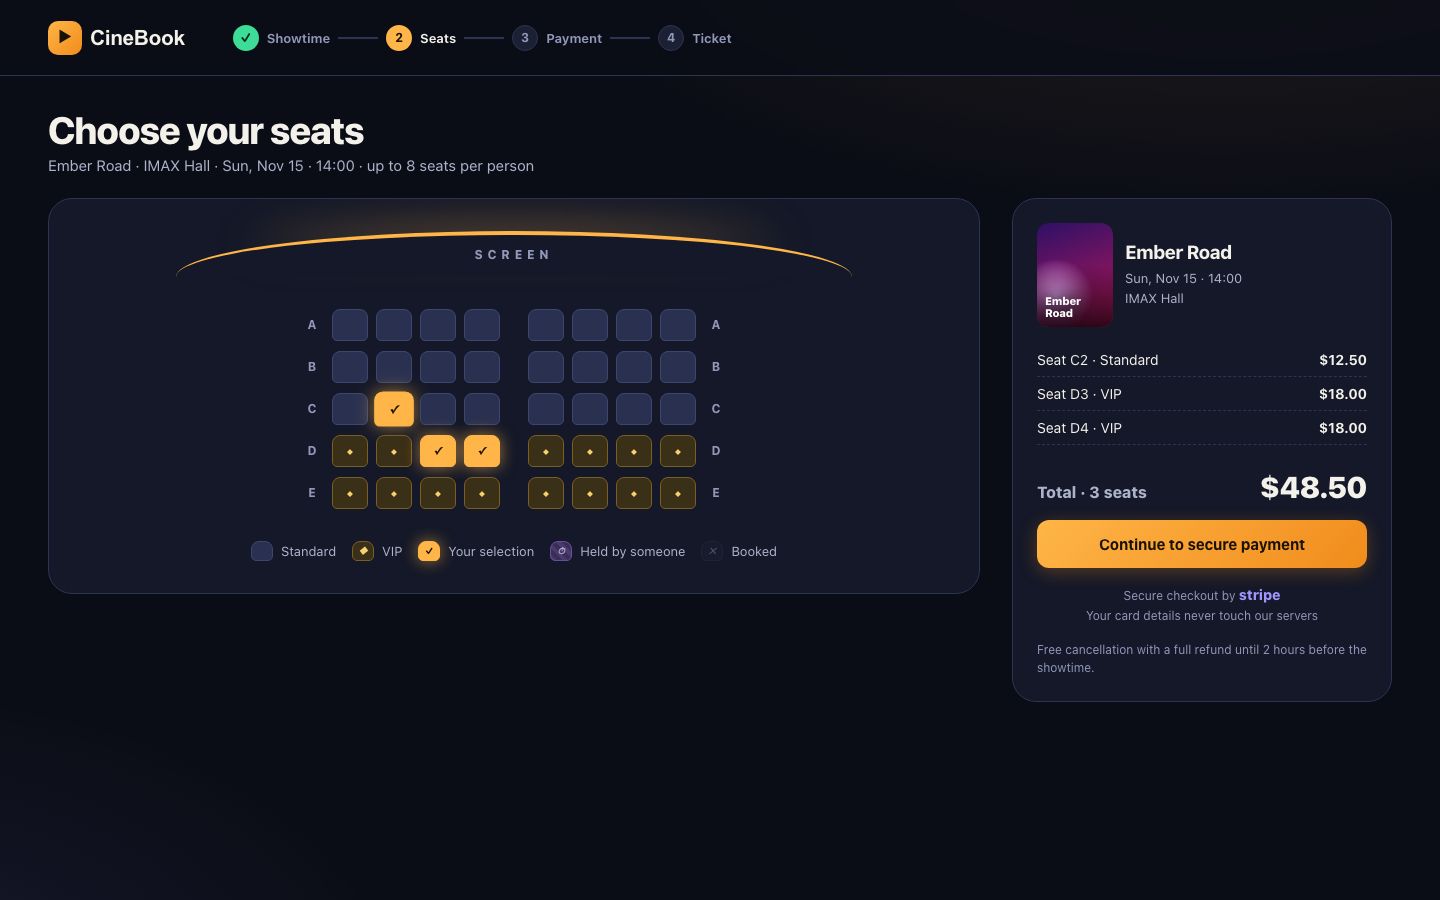 CineBook
Showtime
2 Seats
3 Payment
4 Ticket
Choose your seats
Ember Road · IMAX Hall · Sun, Nov 15 · 14:00 · up to 8 seats per person
SCREEN
A A
B B
C C
D D
E E
Standard VIP Your selection Held by someone Booked
Ember
Road
Ember Road
Sun, Nov 15 · 14:00
IMAX Hall
Seat C2 · Standard $12.50
Seat D3 · VIP $18.00
Seat D4 · VIP $18.00
Total · 3 seats $48.50
Continue to secure payment
Secure checkout by stripe
Your card details never touch our servers
Free cancellation with a full refund until 2 hours before the
showtime.